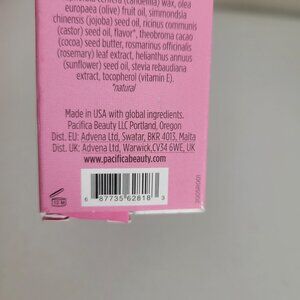 cerifera (candelilla) wax, olea
europaea (olive) fruit oil, simmondsia
chinensis (jojoba) seed oil, ricinus communis
(castor) seed oil, flavor*, theobroma cacao
(cocoa) seed butter, rosmarinus officinalis
(rosemary) leaf extract, helianthus annuus
(sunflower) seed oil, stevia rebaudiana
extract, tocopherol (vitamin E).
*natural
Made in USA with global ingredients.
Pacifica Beauty LLC Portland, Oregon
Dist. EU: Advena Ltd, Swatar, BKR 4013. Malta
Dist. UK: Advena Ltd, Warwick, CV34 6WE, UK
www.pacificabeauty.com
12 M
6 87735 62818 3